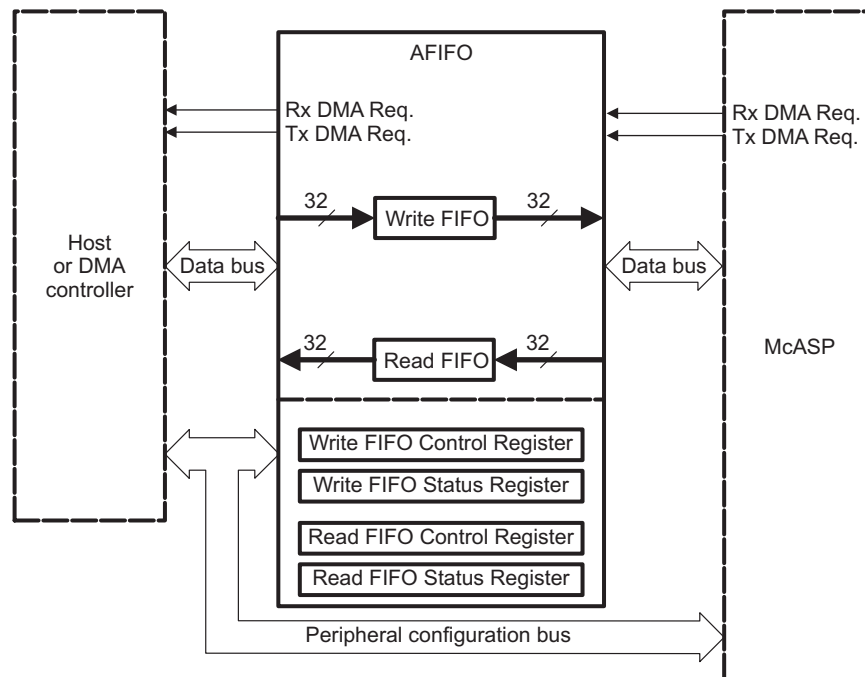 AFIFO
Rx DMA Req.
Tx DMA Req.
Rx DMA Req.
Tx DMA Req.
32
32
Write FIFO
Host
or DMA
controller
Data bus
Data bus
32
32
Read FIFO
McASP
Write FIFO Control Register
Write FIFO Status Register
Read FIFO Control Register
Read FIFO Status Register
Peripheral configuration bus